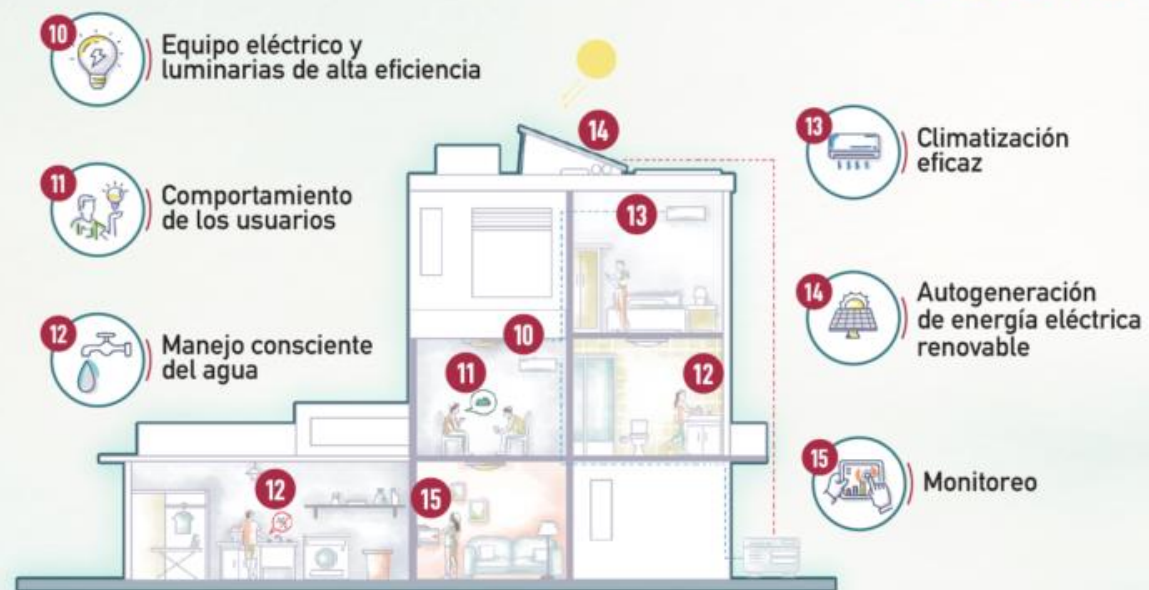 10
Equipo eléctrico y
luminarias de alta eficiencia
11
Comportamiento
de los usuarios
12
Manejo consciente
del agua
13
Climatización
eficaz
14
Autogeneración
de energía eléctrica
renovable
15
Monitoreo
14
13
10
11
12
12
15